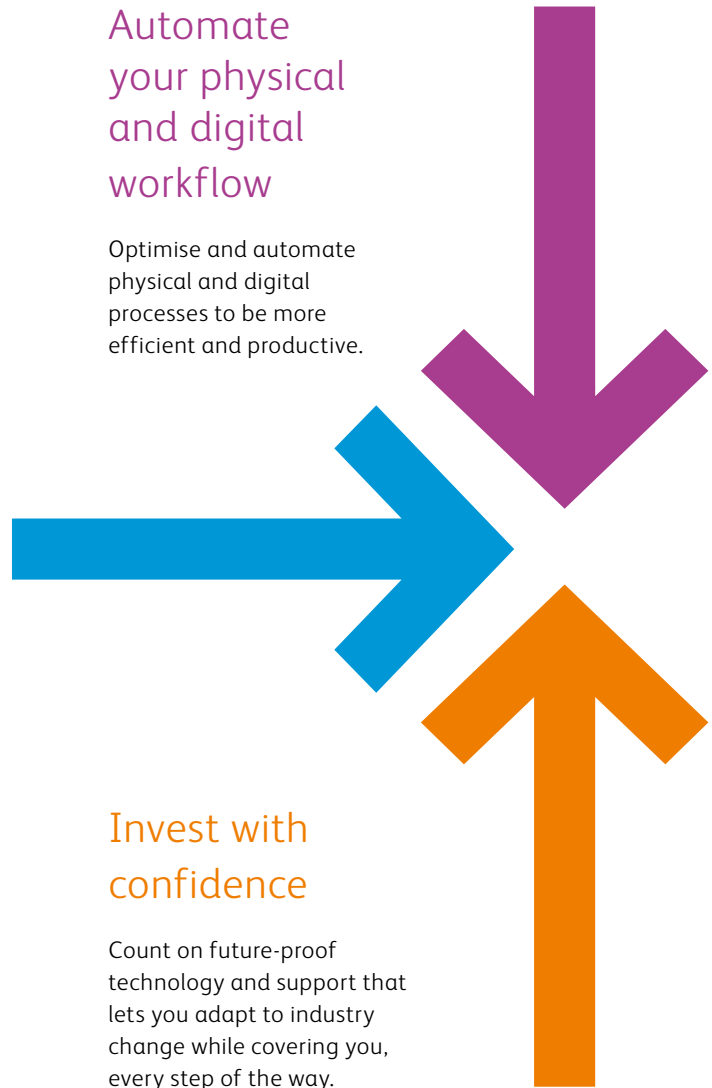 Automate
your physical
and digital
workflow
Optimise and automate
physical and digital
processes to be more
efficient and productive.
Invest with
confidence
Count on future-proof
technology and support that
lets you adapt to industry
change while covering you,
every step of the way.